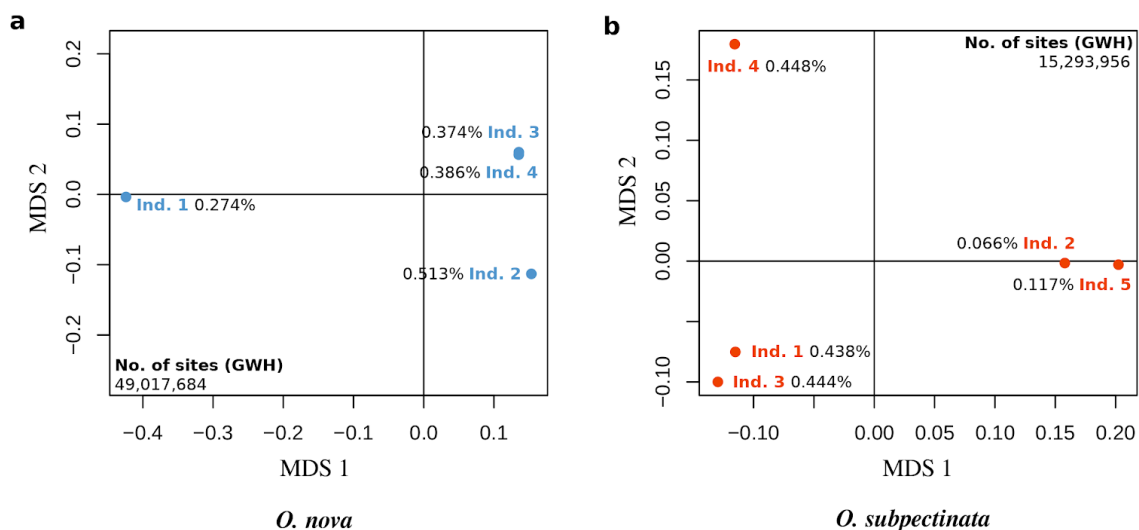 a
0.2
0.1
0.0
−0.1
−0.2
MDS 2
0.374% Ind. 3
0.386% Ind. 4
Ind. 1 0.274%
0.513% Ind. 2
No. of sites (GWH)
49,017,684
−0.4 −0.3 −0.2 −0.1 0.0 0.1
MDS 1
O. nova
b
0.15
0.10
0.05
0.00
−0.10
MDS 2
No. of sites (GWH)
15,293,956
Ind. 4 0.448%
0.066% Ind. 2
0.117% Ind. 5
Ind. 1 0.438%
Ind. 3 0.444%
−0.10 0.00 0.05 0.10 0.15 0.20
MDS 1
O. subpectinata